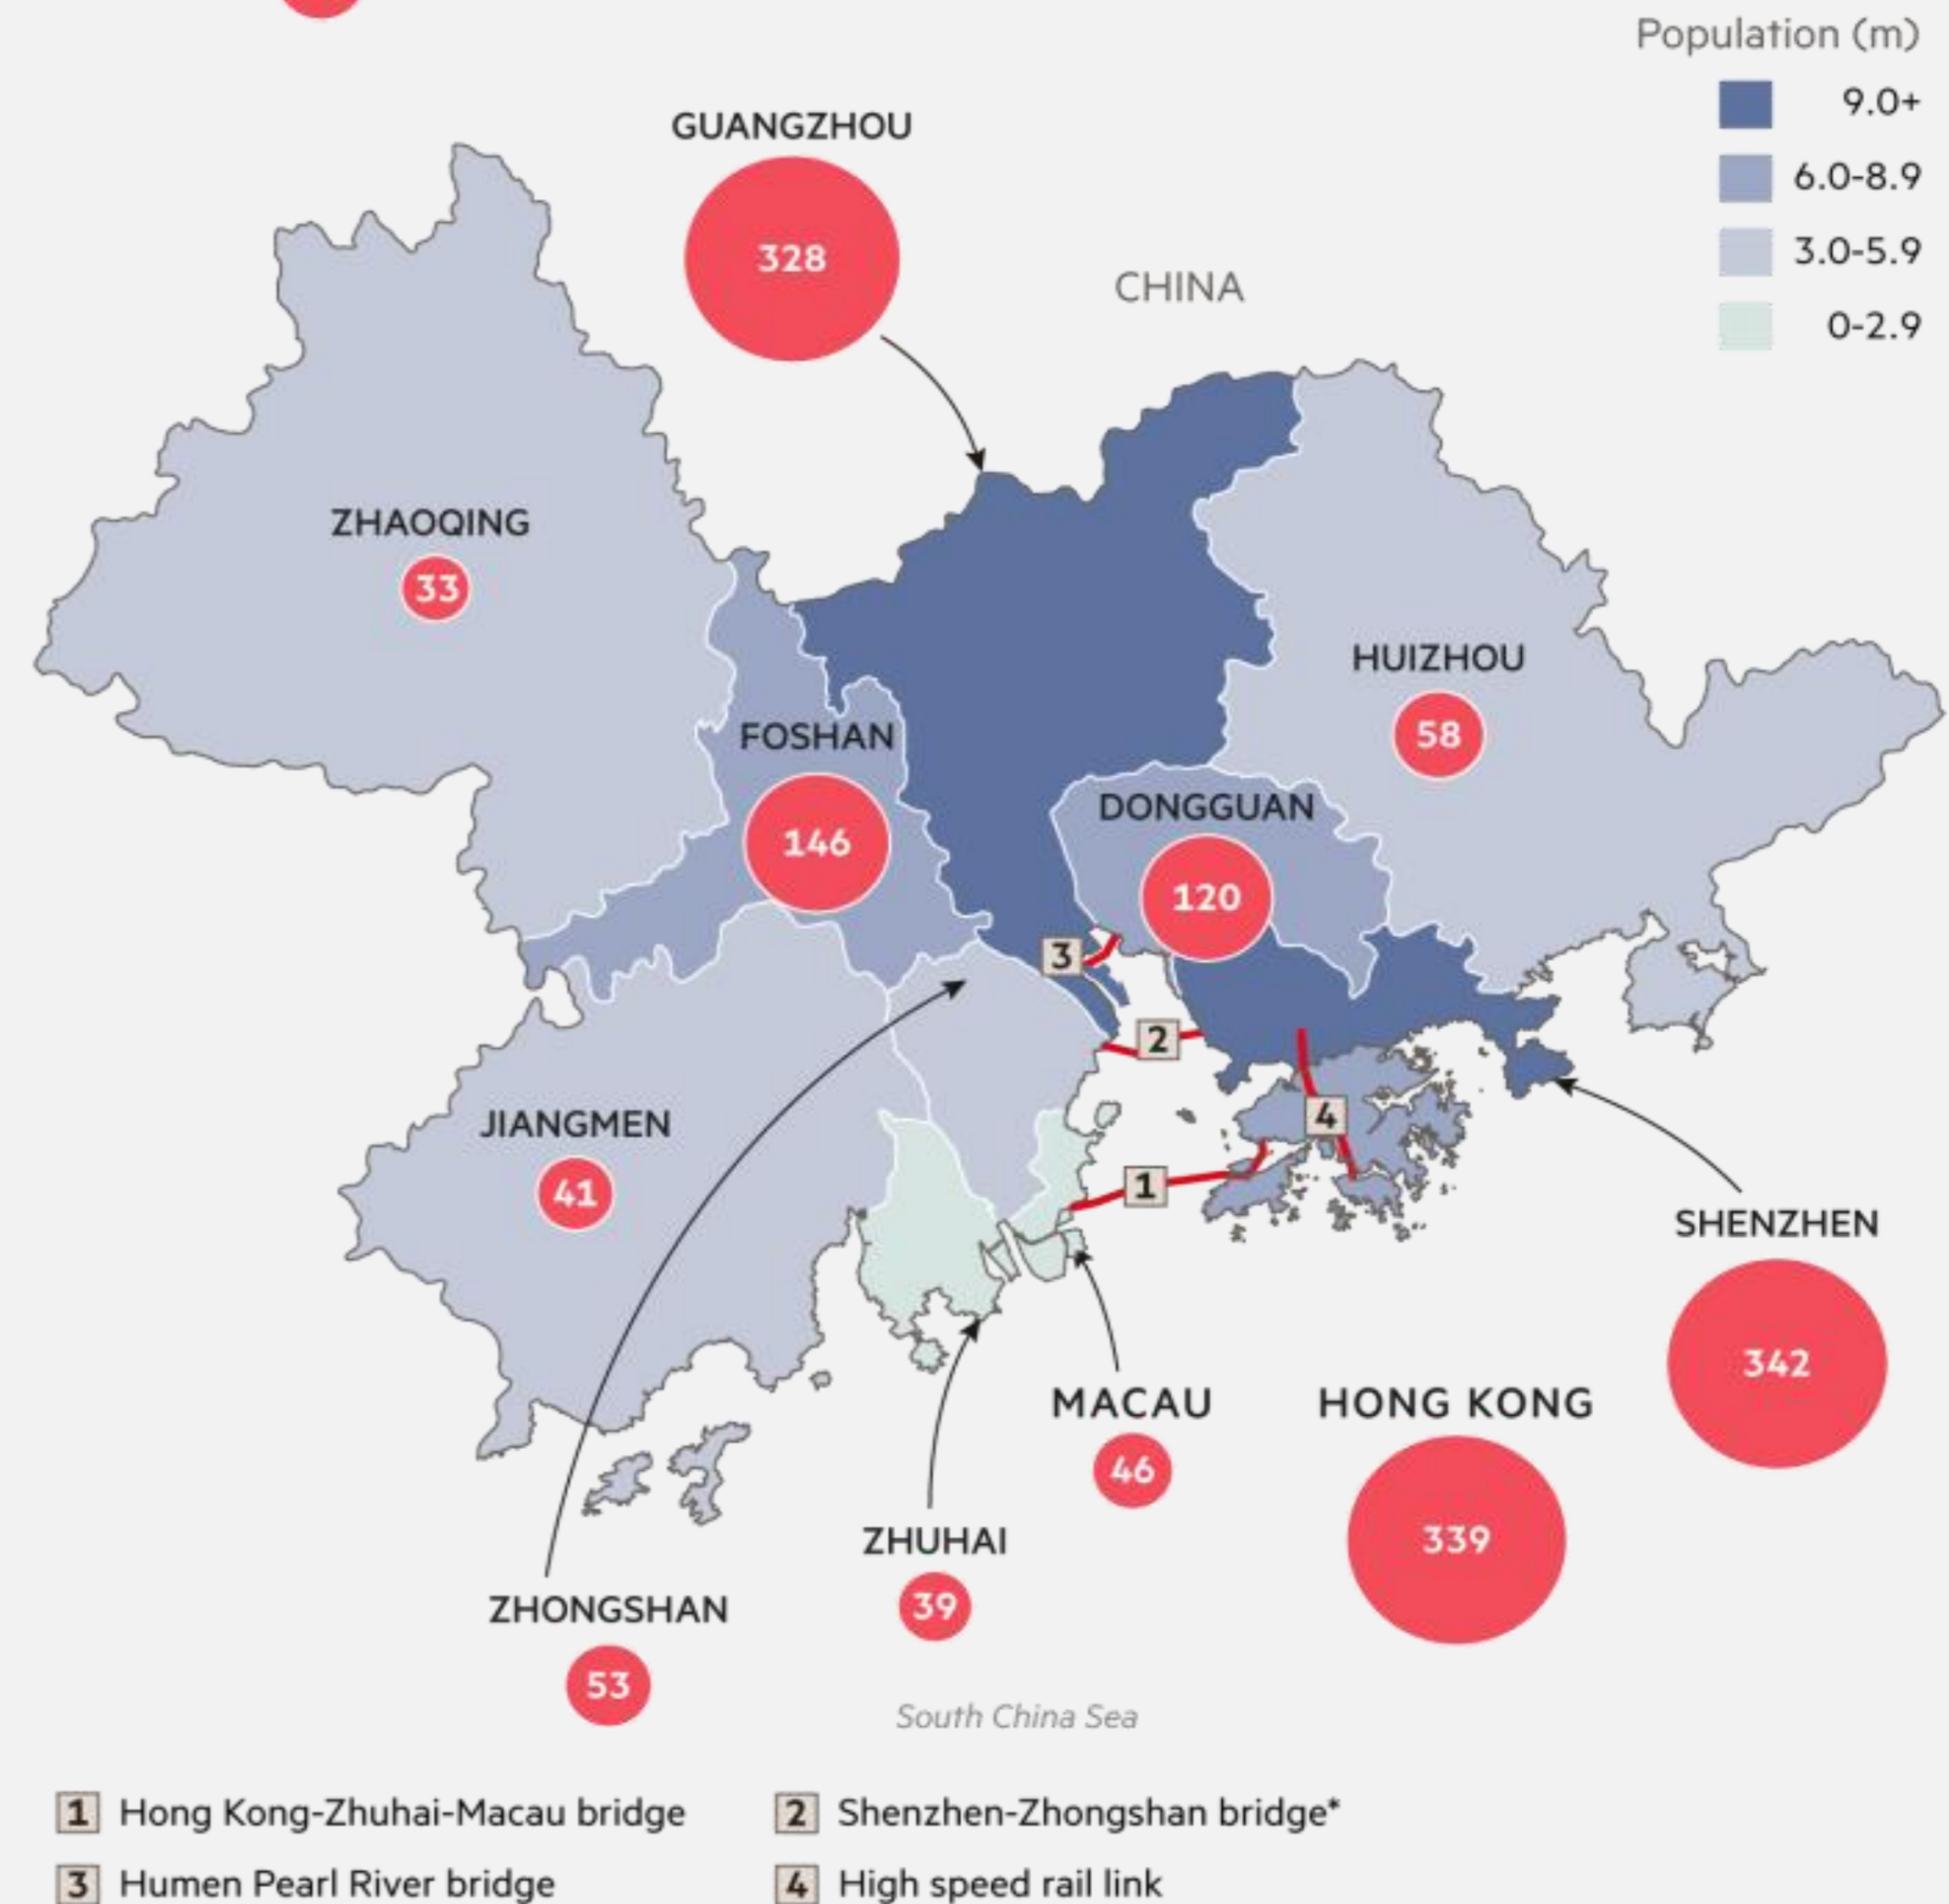 Population (m)
9.0+
6.0-8.9
3.0-5.9
0-2.9
GUANGZHOU
328
CHINA
ZHAOQING
33
HUIZHOU
58
FOSHAN
146
DONGGUAN
120
3
2
4
1
JIANGMEN
41
SHENZHEN
342
MACAU
46
HONG KONG
339
ZHUHAI
39
ZHONGSHAN
53
South China Sea
1 Hong Kong-Zhuhai-Macau bridge
2 Shenzhen-Zhongshan bridge*
3 Humen Pearl River bridge
4 High speed rail link